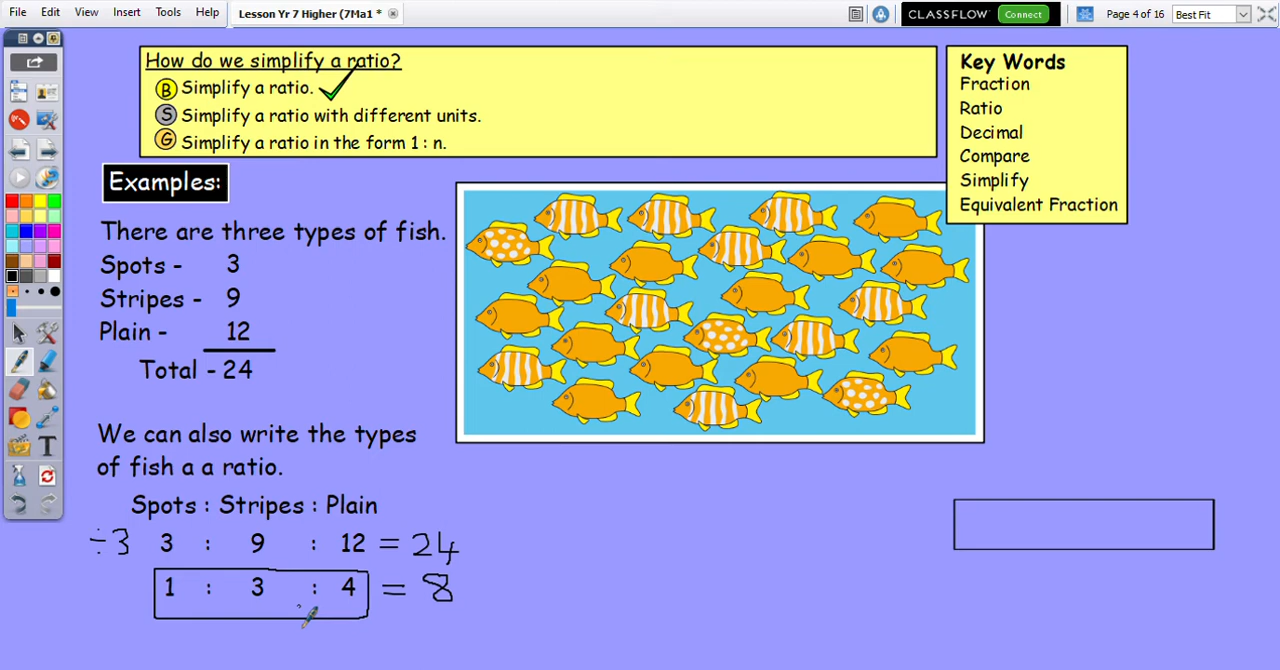 File Edit View Insert Tools Help
Lesson Yr 7 Higher (7Ma1 *
CLASSFLOW Connect
Page 4 of 16
Best Fit
How do we simplify a ratio?
B Simplify a ratio.
S Simplify a ratio with different units.
G Simplify a ratio in the form 1 : n.
Key Words
Fraction
Ratio
Decimal
Compare
Simplify
Equivalent Fraction
Examples:
There are three types of fish.
Spots - 3
Stripes - 9
Plain - 12
Total - 24
We can also write the types
of fish a a ratio.
Spots : Stripes : Plain
÷3 3 : 9 : 12 = 24
1 : 3 : 4 = 8